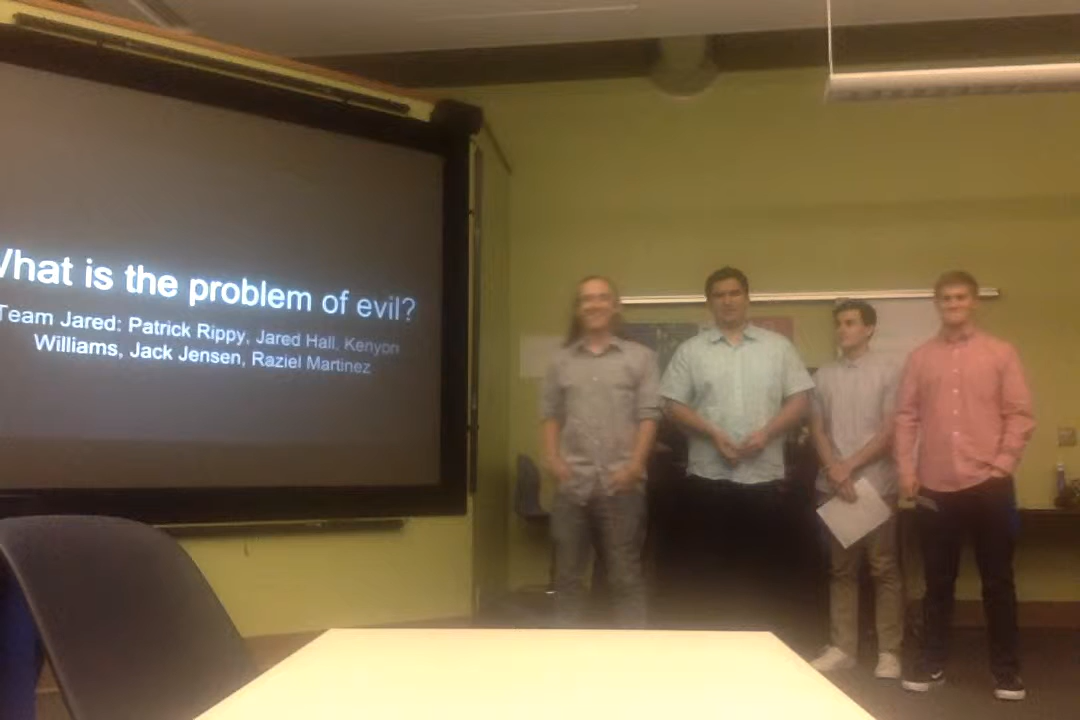 What is the problem of evil?
Team Jared: Patrick Rippy, Jared Hall, Kenyon
Williams, Jack Jensen, Raziel Martinez